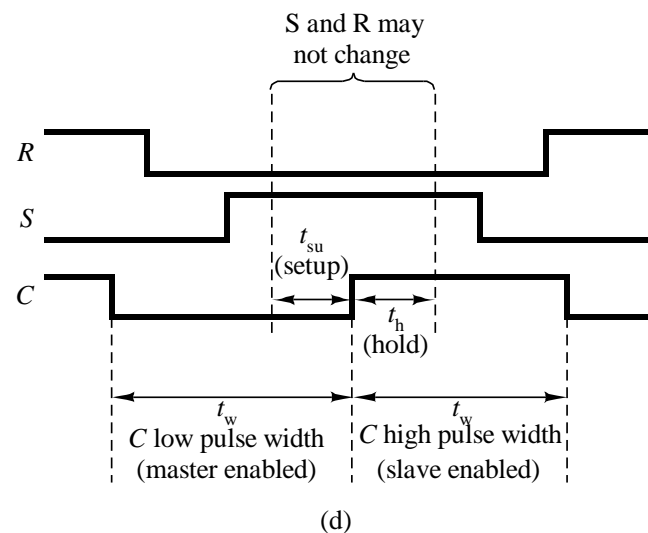 S and R may
not change
R
S
t_su
(setup)
C
t_h
(hold)
t_w
C low pulse width
(master enabled)
t_w
C high pulse width
(slave enabled)
(d)